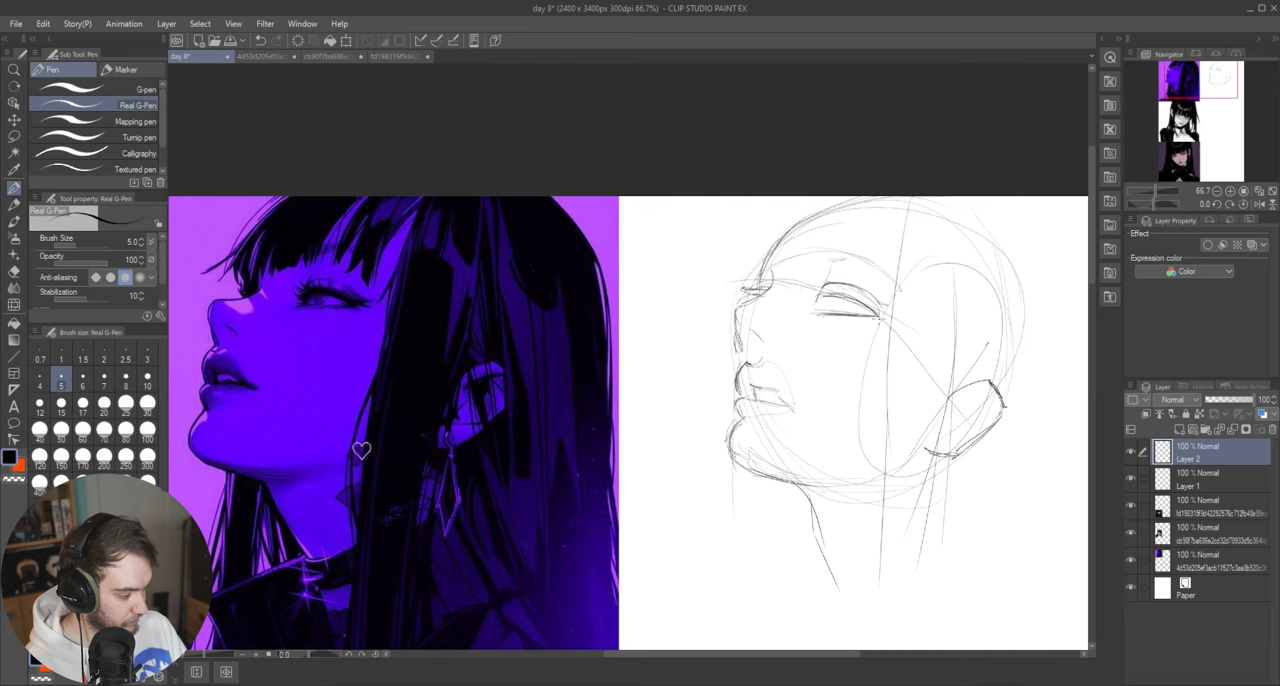 day 8* (2400 x 3400px 300dpi 66.7%) - CLIP STUDIO PAINT EX
File Edit Story(P) Animation Layer Select View Filter Window Help
Sub Tool: Pen
Pen Marker
G-pen
Real G-Pen
Mapping pen
Turnip pen
Calligraphy
Textured pen
Tool property: Real G-Pen
Real G-Pen
Brush Size 5.0
Opacity 100
Anti-aliasing
Stabilization 10
Brush size: Real G-Pen
0.7 1 1.5 2 2.5 3
4 5 6 7 8 10
12 15 17 20 25 30
40 50 60 70 80 100
120 150 170 200 250 300
400
day 8*
Navigator
66.7
0.0
Layer Property
Effect
Expression color
Color
Layer
History
Auto Action
Normal 100
100 % Normal
Layer 2
100 % Normal
Layer 1
100 % Normal
100 % Normal
100 % Normal
100 % Normal
Paper